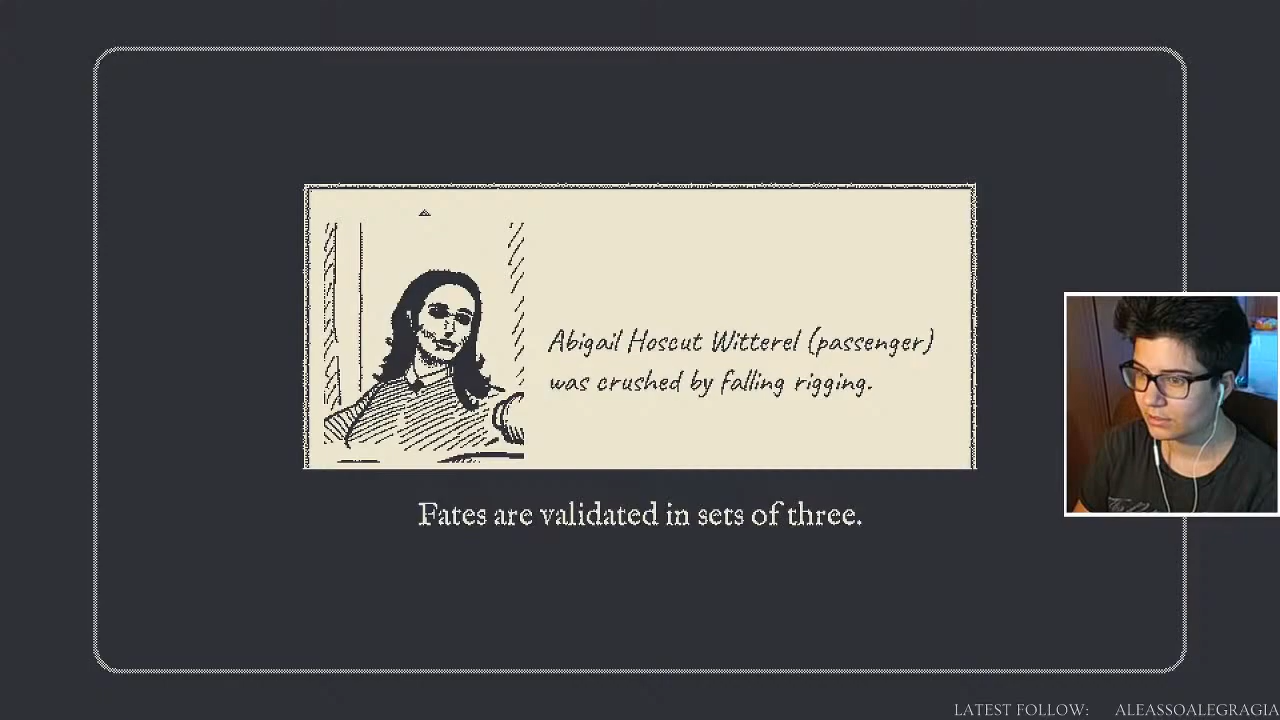 Abigail Hoscut Witterel (passenger)
was crushed by falling rigging.
Fates are validated in sets of three.
LATEST FOLLOW: ALEASSOALEGRAGIA